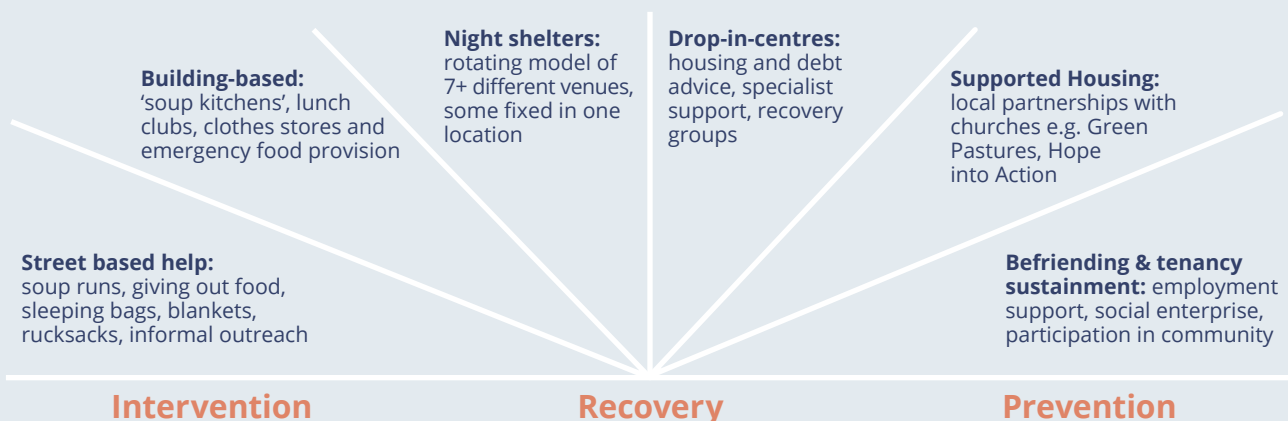 Street based help:
soup runs, giving out food,
sleeping bags, blankets,
rucksacks, informal outreach
Building-based:
‘soup kitchens’, lunch
clubs, clothes stores and
emergency food provision
Night shelters:
rotating model of
7+ different venues,
some fixed in one
location
Drop-in-centres:
housing and debt
advice, specialist
support, recovery
groups
Supported Housing:
local partnerships with
churches e.g. Green
Pastures, Hope
into Action
Befriending & tenancy
sustainment: employment
support, social enterprise,
participation in community
Intervention
Recovery
Prevention